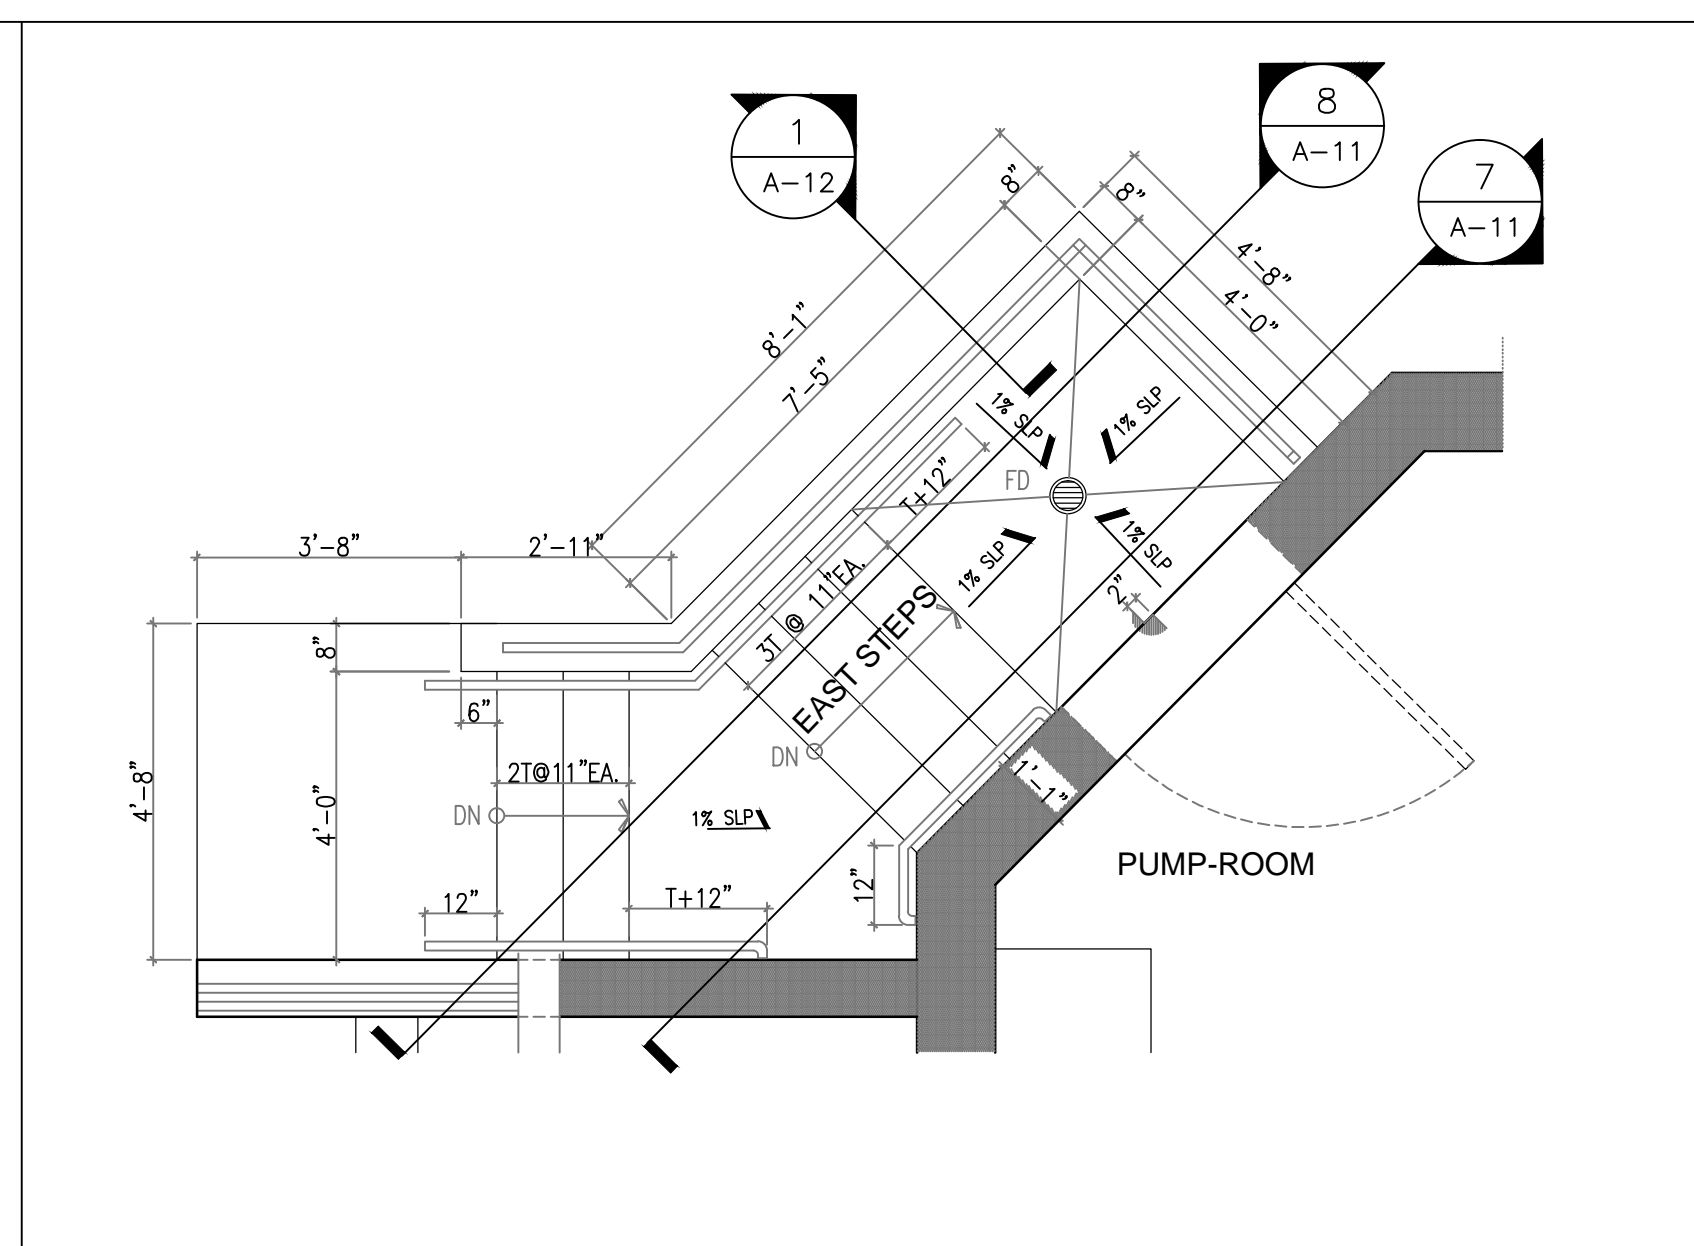 1
A-12
8
A-11
7
A-11
8"
8"
4'-8"
4'-0"
8'-1"
7'-5"
1% SLP
1% SLP
T+12"
FD
3'-8"
2'-11"
1% SLP
1% SLP
3T @ 11"EA.
2"
EAST STEPS
8"
6"
DN
2T@11"EA.
1'-1"
4'-8"
4'-0"
DN
1% SLP
PUMP-ROOM
12"
T+12"
12"